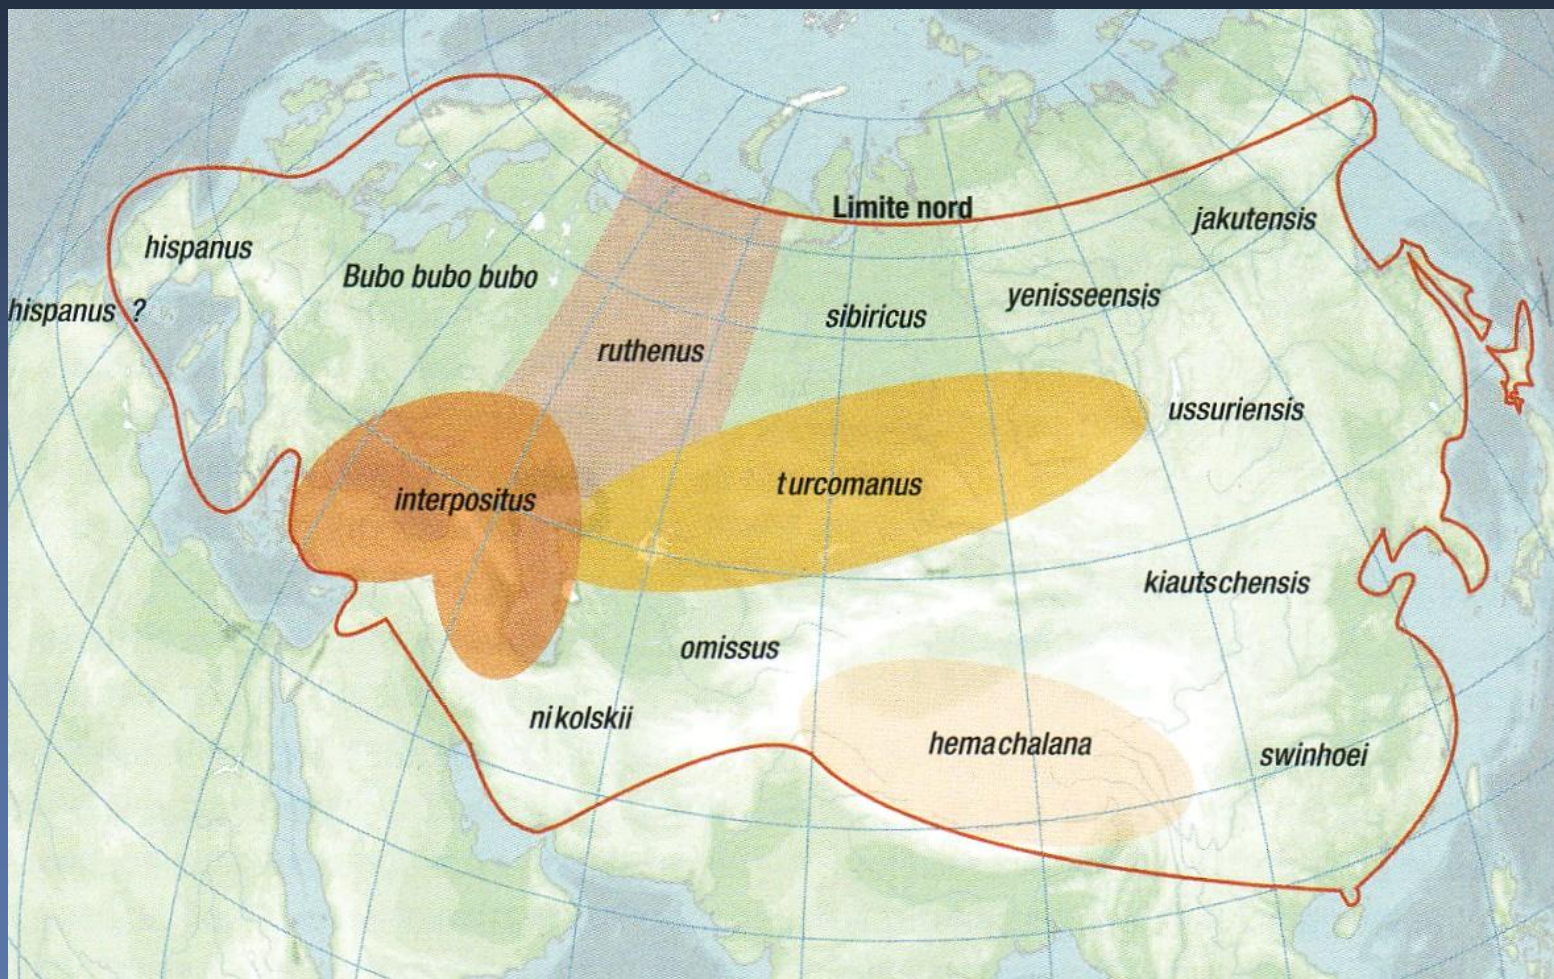 Limite nord
jakutensis
hispanus
Bubo bubo bubo
yenisseensis
hispanus ?
sibiricus
ruthenus
ussuriensis
turcomanus
interpositus
kiautschensis
omissus
nikolskii
hemachalana
swinhoei